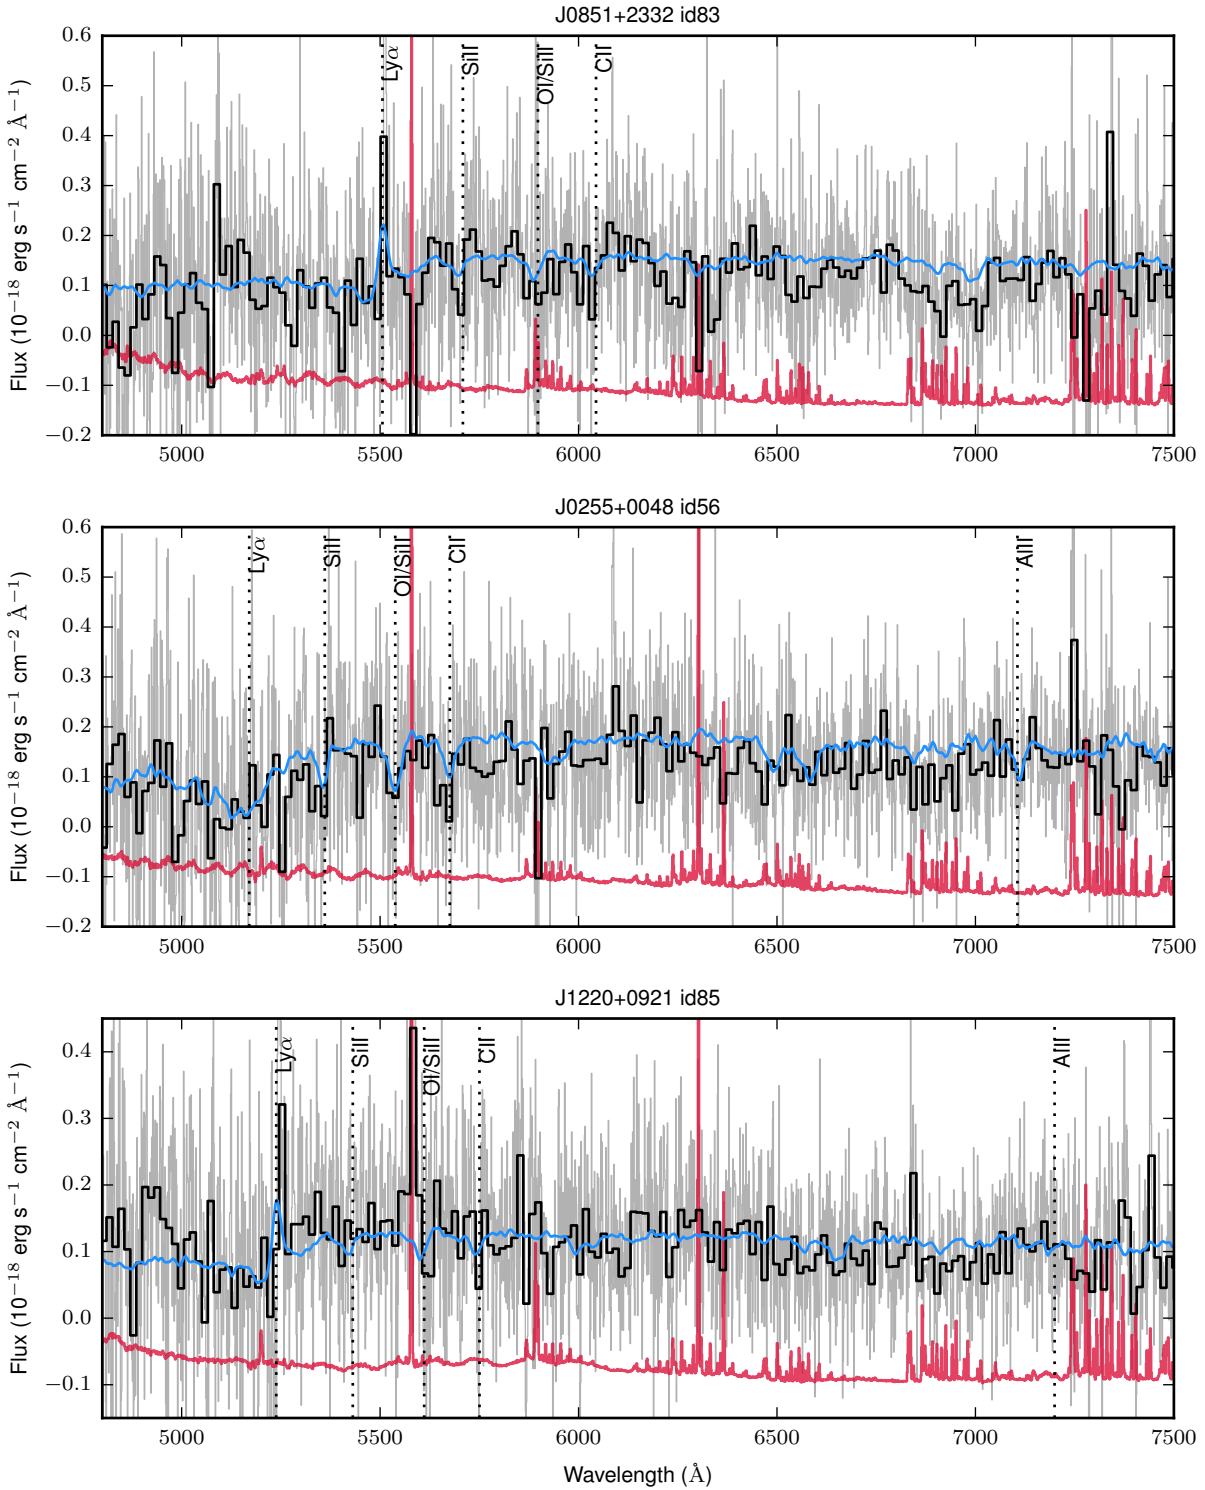 J0851+2332 id83
0.6
0.5
0.4
0.3
0.2
0.1
0.0
−0.1
−0.2
Flux (10⁻¹⁸ erg s⁻¹ cm⁻² Å⁻¹)
Lyα
SiII
OI/SiII
CII
5000 5500 6000 6500 7000 7500
J0255+0048 id56
0.6
0.5
0.4
0.3
0.2
0.1
0.0
−0.1
−0.2
Flux (10⁻¹⁸ erg s⁻¹ cm⁻² Å⁻¹)
Lyα
SiII
OI/SiII
CII
AlII
5000 5500 6000 6500 7000 7500
J1220+0921 id85
0.4
0.3
0.2
0.1
0.0
−0.1
Flux (10⁻¹⁸ erg s⁻¹ cm⁻² Å⁻¹)
Lyα
SiII
OI/SiII
CII
AlII
5000 5500 6000 6500 7000 7500
Wavelength (Å)